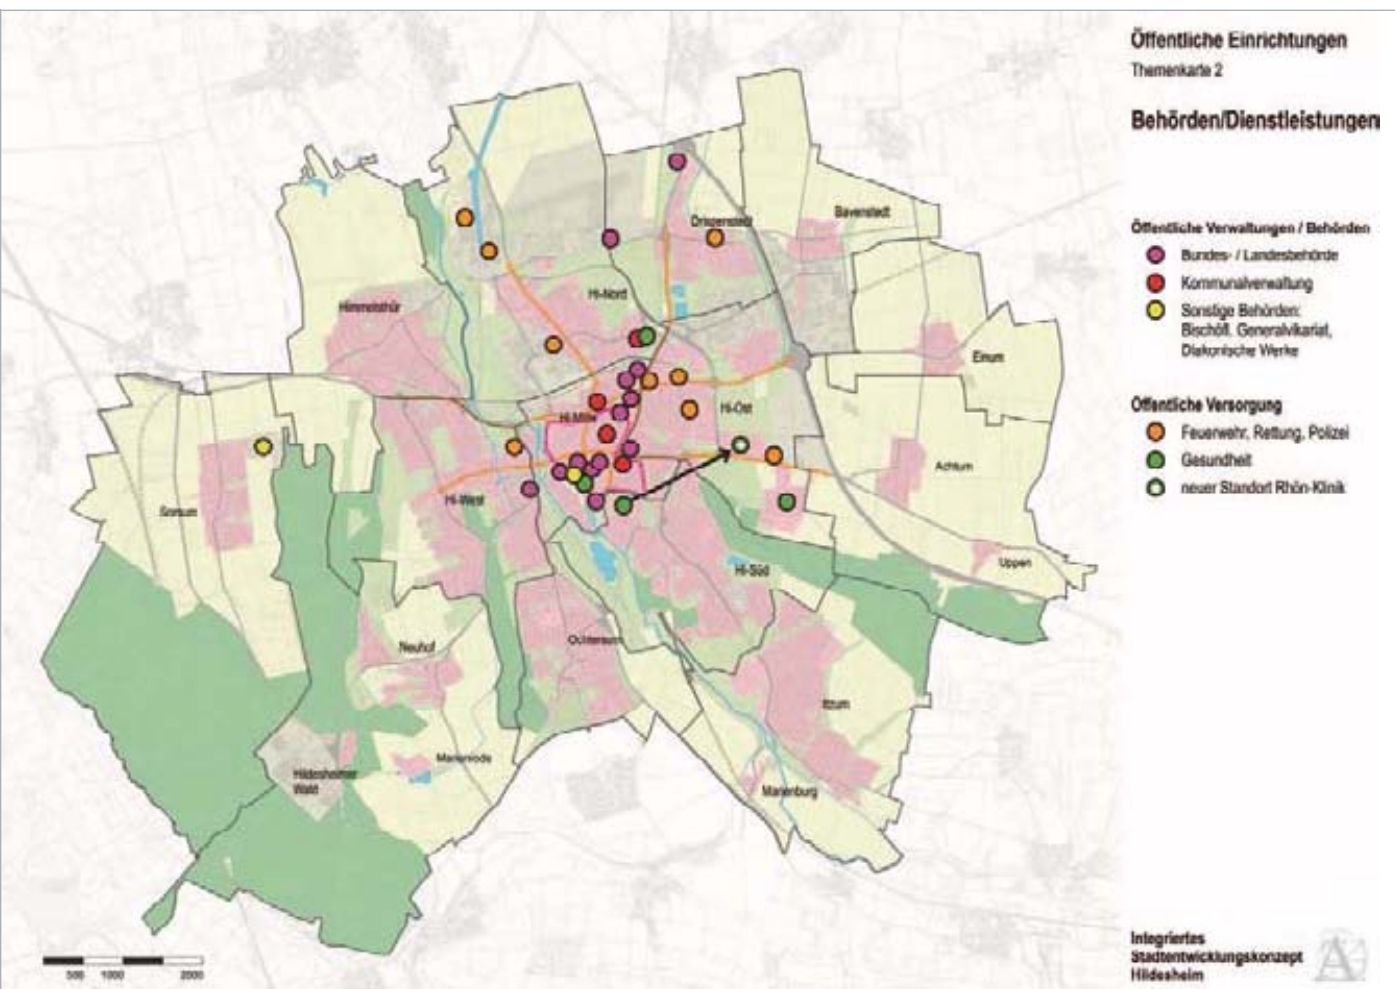 Öffentliche Einrichtungen
Themenkarte 2
Behörden/Dienstleistungen
Öffentliche Verwaltungen / Behörden
Bundes- / Landesbehörde
Kommunalverwaltung
Sonstige Behörden:
Bischöfl. Generalvikariat,
Diakonische Werke
Öffentliche Versorgung
Feuerwehr, Rettung, Polizei
Gesundheit
neuer Standort Rhön-Klinik
Drispenstedt
Bavenstedt
Hi-Nord
Himmelsthür
Einum
Hi-Mitte
Hi-Ost
Achtum
Hi-West
Sorsum
Uppen
Hi-Süd
Ochtersum
Neuhof
Itzum
Marienrode
Hildesheimer
Wald
Marienburg
500 1000 2000
Integriertes
Stadtentwicklungskonzept
Hildesheim